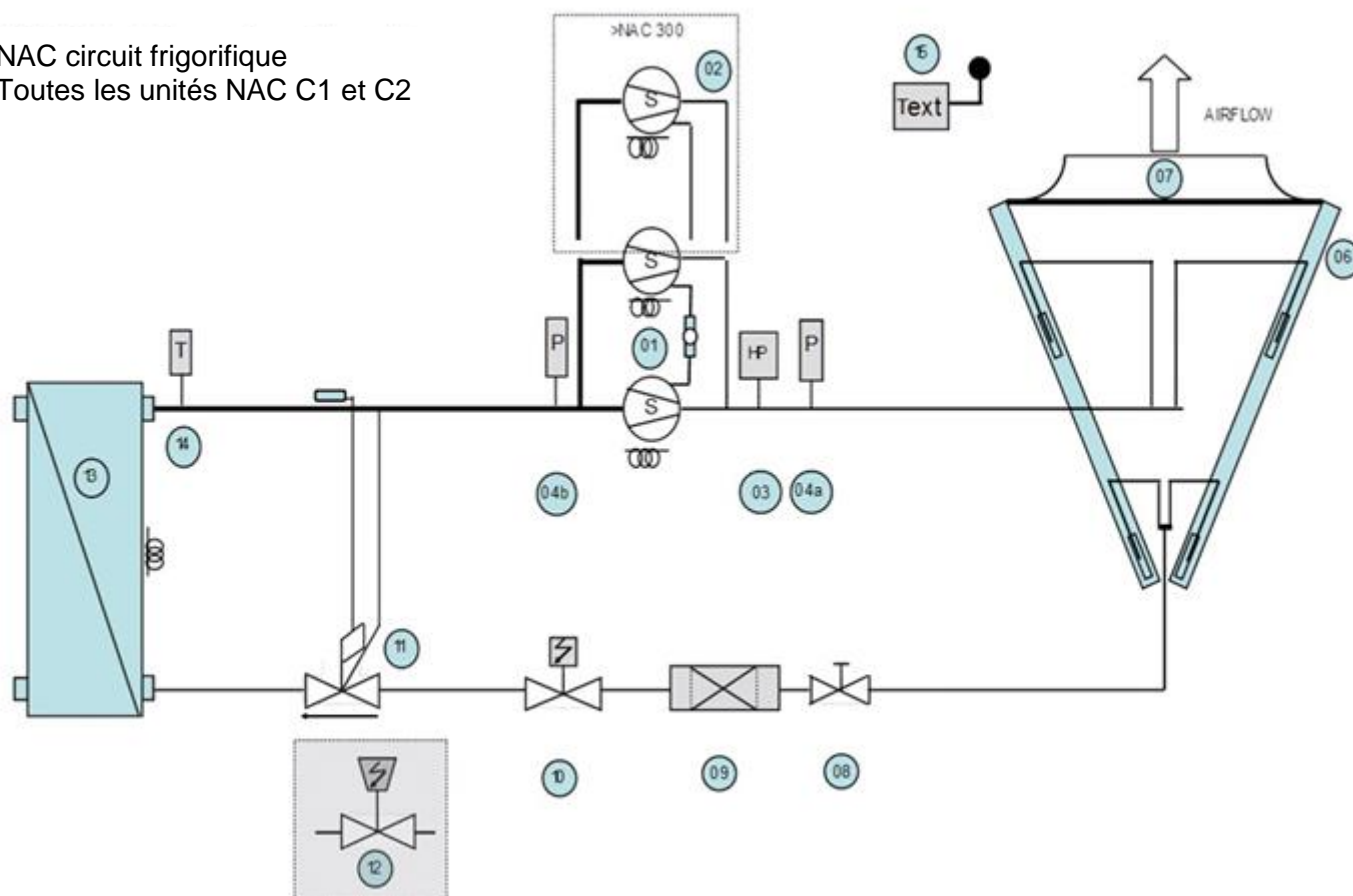 NAC circuit frigorifique
Toutes les unités NAC C1 et C2
>NAC 300
02
S
15
Text
AIRFLOW
07
06
S
01
T
P
HP
P
S
14
13
04b
03
04a
11
10
09
08
12